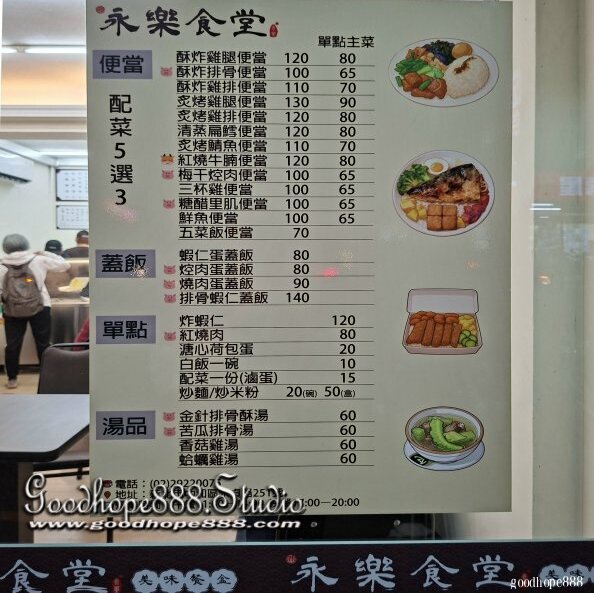 永樂食堂
單點主菜
便當
配菜5選3
酥炸雞腿便當 120 80
酥炸排骨便當 100 65
酥炸雞排便當 110 70
炙烤雞腿便當 130 90
炙烤雞排便當 120 80
清蒸扁鱈便當 120 80
炙烤鯖魚便當 110 70
紅燒牛腩便當 120 80
梅干焢肉便當 100 65
三杯雞便當 100 65
糖醋里肌便當 100 65
鮮魚便當 100 65
五菜飯便當 70
蓋飯
蝦仁蛋蓋飯 80
焢肉蛋蓋飯 80
燒肉蛋蓋飯 90
排骨蝦仁蓋飯 140
單點
炸蝦仁 120
紅燒肉 80
溏心荷包蛋 20
白飯一碗 10
配菜一份(滷蛋) 15
炒麵/炒米粉 20(碗) 50(盒)
湯品
金針排骨酥湯 60
苦瓜排骨湯 60
香菇雞湯 60
蛤蠣雞湯 60
電話：(02)2922007
地址：
00—20:00
Goodhope888.Studio
www.goodhope888.com
食堂 美味餐盒
永樂食堂
goodhope888